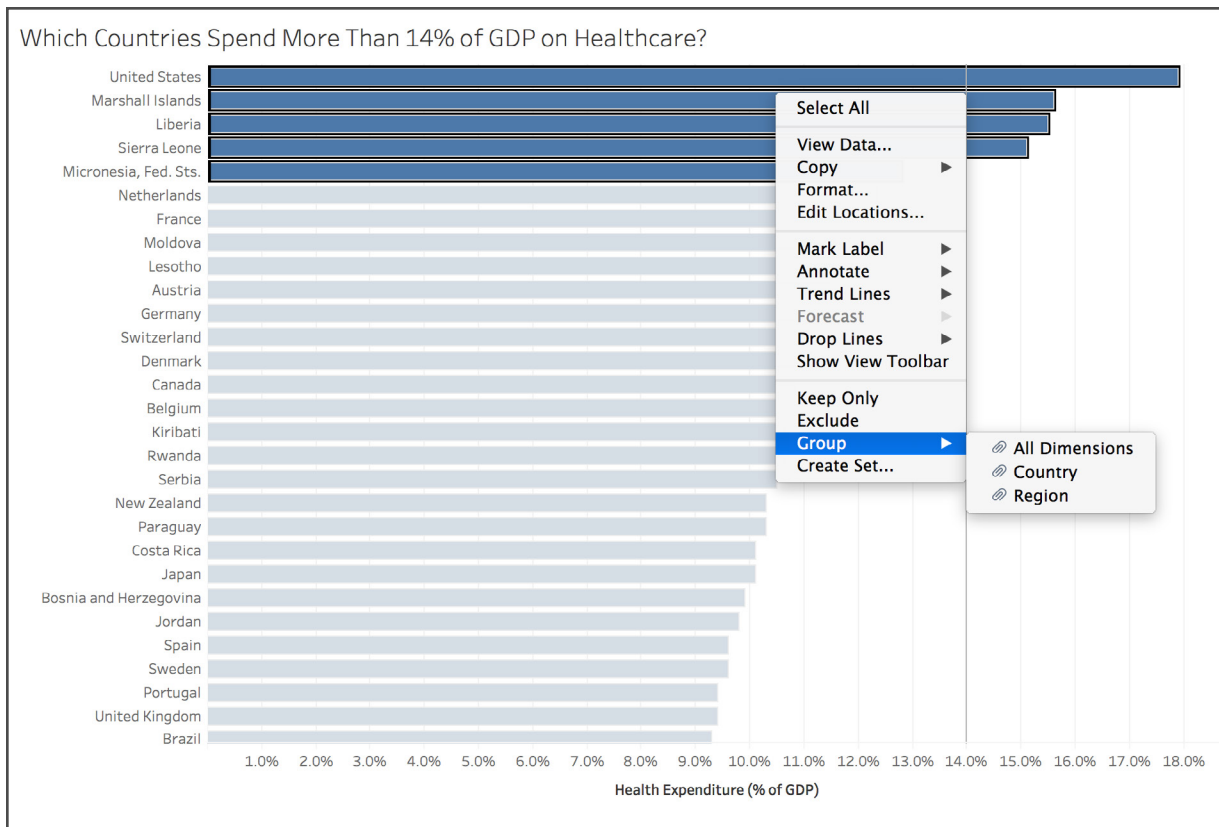 Which Countries Spend More Than 14% of GDP on Healthcare?
United States
Marshall Islands
Liberia
Sierra Leone
Micronesia, Fed. Sts.
Netherlands
France
Moldova
Lesotho
Austria
Germany
Switzerland
Denmark
Canada
Belgium
Kiribati
Rwanda
Serbia
New Zealand
Paraguay
Costa Rica
Japan
Bosnia and Herzegovina
Jordan
Spain
Sweden
Portugal
United Kingdom
Brazil
Select All
View Data...
Copy
Format...
Edit Locations...
Mark Label
Annotate
Trend Lines
Forecast
Drop Lines
Show View Toolbar
Keep Only
Exclude
Group
Create Set...
All Dimensions
Country
Region
1.0% 2.0% 3.0% 4.0% 5.0% 6.0% 7.0% 8.0% 9.0% 10.0% 11.0% 12.0% 13.0% 14.0% 15.0% 16.0% 17.0% 18.0%
Health Expenditure (% of GDP)